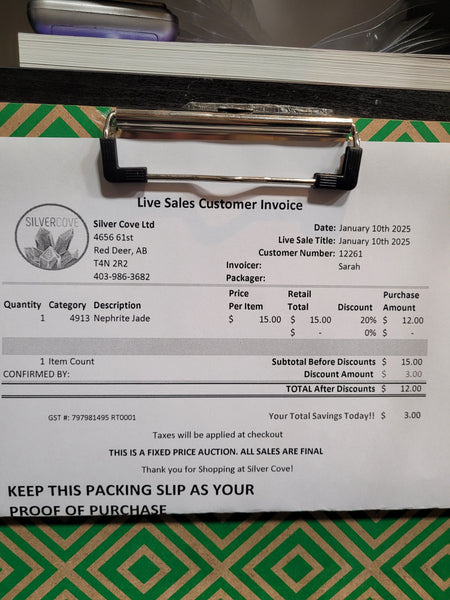 Live Sales Customer Invoice
SILVERCOVE
Silver Cove Ltd
4656 61st
Red Deer, AB
T4N 2R2
403-986-3682
Date: January 10th 2025
Live Sale Title: January 10th 2025
Customer Number: 12261
Invoicer: Sarah
Packager:
Quantity Category Description Price Per Item Retail Total Discount Purchase Amount
1 4913 Nephrite Jade $ 15.00 $ 15.00 20% $ 12.00
$ - 0% $ -
1 Item Count Subtotal Before Discounts $ 15.00
CONFIRMED BY: Discount Amount $ 3.00
TOTAL After Discounts $ 12.00
GST #: 797981495 RT0001 Your Total Savings Today!! $ 3.00
Taxes will be applied at checkout
THIS IS A FIXED PRICE AUCTION. ALL SALES ARE FINAL
Thank you for Shopping at Silver Cove!
KEEP THIS PACKING SLIP AS YOUR
PROOF OF PURCHASE